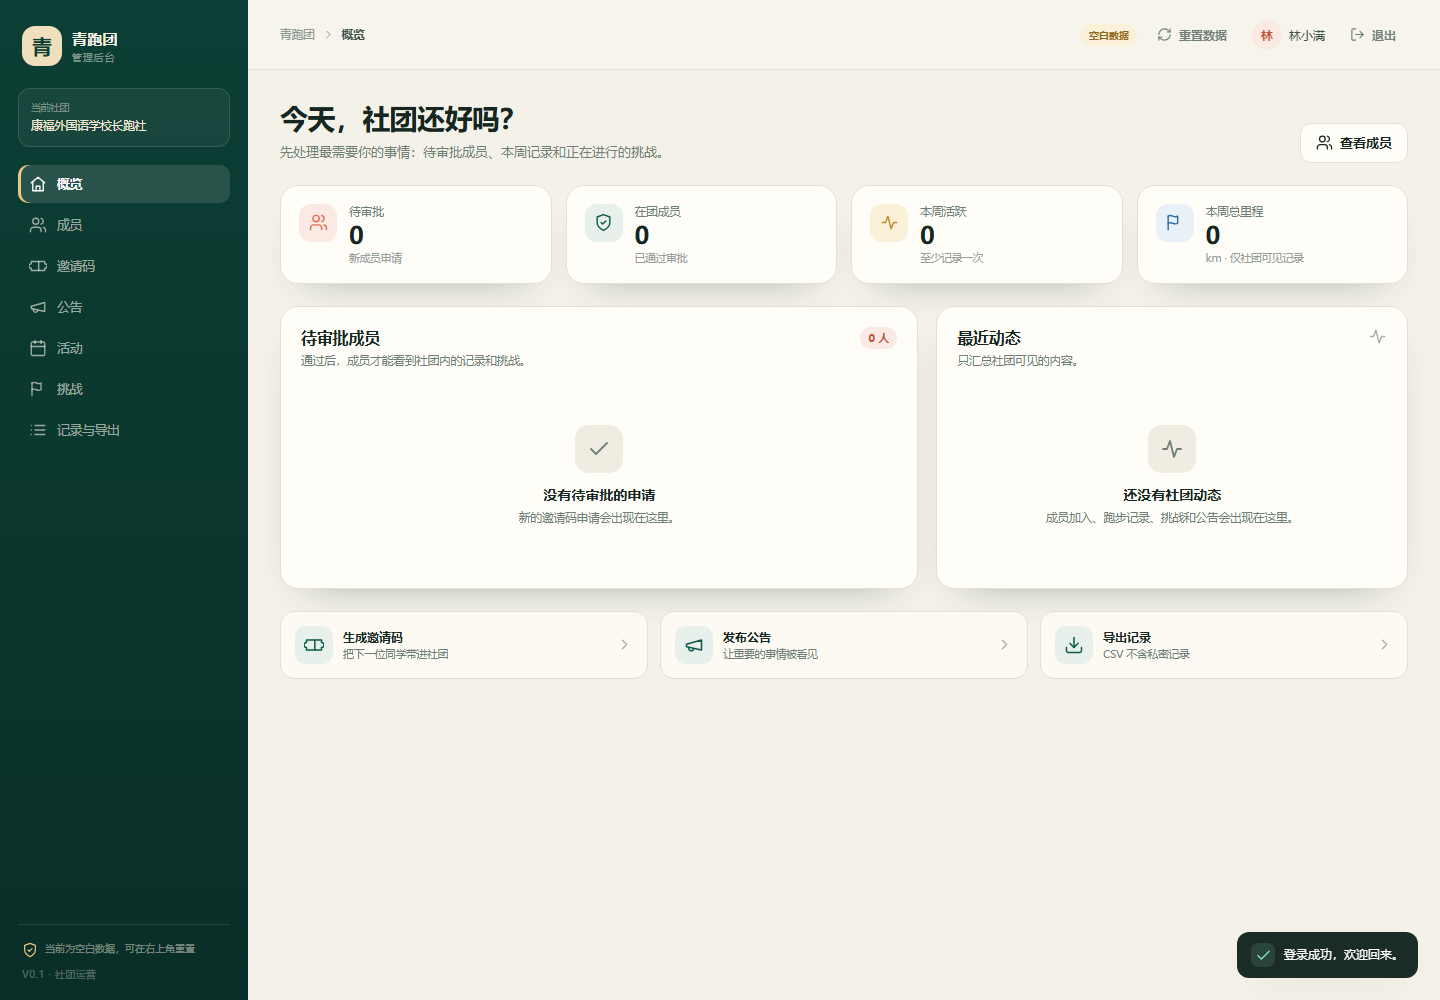 青
青跑团
管理后台
当前社团
康福外国语学校长跑社
概览
成员
邀请码
公告
活动
挑战
记录与导出
当前为空白数据，可在右上角重置
V0.1 · 社团运营
青跑团 > 概览
空白数据
重置数据
林
林小满
退出
今天，社团还好吗？
先处理最需要你的事情：待审批成员、本周记录和正在进行的挑战。
查看成员
待审批
0
新成员申请
在团成员
0
已通过审批
本周活跃
0
至少记录一次
本周总里程
0
km · 仅社团可见记录
待审批成员
0 人
通过后，成员才能看到社团内的记录和挑战。
没有待审批的申请
新的邀请码申请会出现在这里。
最近动态
只汇总社团可见的内容。
还没有社团动态
成员加入、跑步记录、挑战和公告会出现在这里。
生成邀请码
把下一位同学带进社团
发布公告
让重要的事情被看见
导出记录
CSV 不含私密记录
登录成功，欢迎回来。